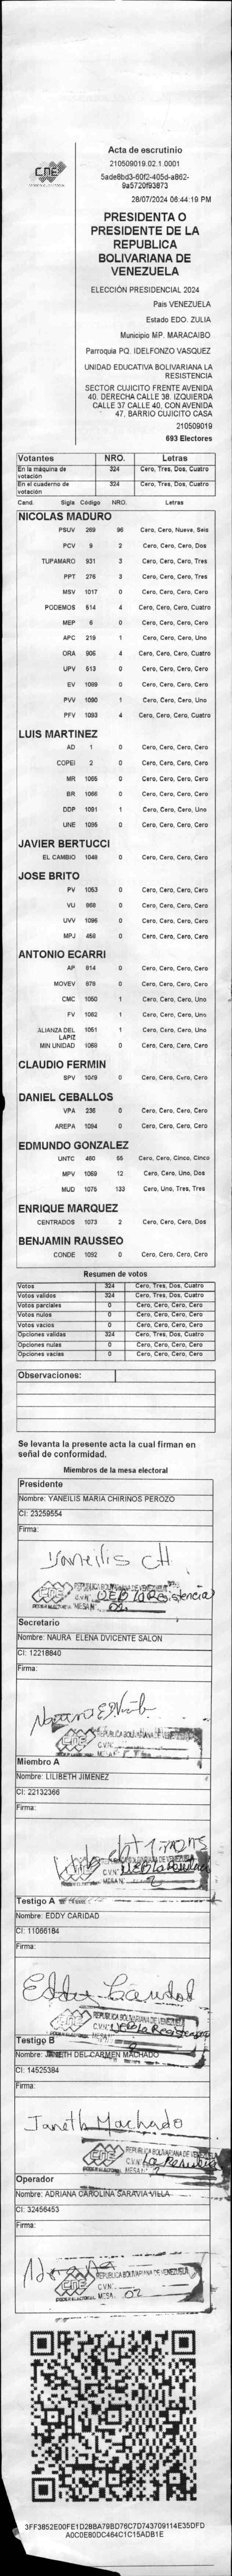 CNE
Acta de escrutinio
210509019.02.1.0001
5ade8bd3-60f2-405d-a862-
9a5720f93873
28/07/2024 08:44:19 PM
PRESIDENTA O
PRESIDENTE DE LA
REPUBLICA
BOLIVARIANA DE
VENEZUELA
ELECCIÓN PRESIDENCIAL 2024
Pais VENEZUELA
Estado EDO. ZULIA
Municipio MP. MARACAIBO
Parroquia PQ. IDELFONZO VASQUEZ
UNIDAD EDUCATIVA BOLIVARIANA LA
RESISTENCIA
SECTOR CUJICITO FRENTE AVENIDA
40. DERECHA CALLE 38. IZQUIERDA
CALLE 37 CALLE 40. CON AVENIDA
47. BARRIO CUJICITO CASA
210509019
693 Electores
Votantes NRO. Letras
En la máquina de votación 324 Cero, Tres, Dos, Cuatro
En el cuaderno de votación 324 Cero, Tres, Dos, Cuatro
Cand. Sigla Código NRO. Letras
NICOLAS MADURO
PSUV 269 96 Cero, Cero, Nueve, Seis
PCV 9 2 Cero, Cero, Cero, Dos
TUPAMARO 931 3 Cero, Cero, Cero, Tres
PPT 276 3 Cero, Cero, Cero, Tres
MSV 1017 0 Cero, Cero, Cero, Cero
PODEMOS 514 4 Cero, Cero, Cero, Cuatro
MEP 6 0 Cero, Cero, Cero, Cero
APC 219 1 Cero, Cero, Cero, Uno
ORA 906 4 Cero, Cero, Cero, Cuatro
UPV 513 0 Cero, Cero, Cero, Cero
EV 1089 0 Cero, Cero, Cero, Cero
PVV 1090 1 Cero, Cero, Cero, Uno
PFV 1093 4 Cero, Cero, Cero, Cuatro
LUIS MARTINEZ
AD 1 0 Cero, Cero, Cero, Cero
COPEI 2 0 Cero, Cero, Cero, Cero
MR 1065 0 Cero, Cero, Cero, Cero
BR 1066 0 Cero, Cero, Cero, Cero
DDP 1091 1 Cero, Cero, Cero, Uno
UNE 1095 0 Cero, Cero, Cero, Cero
JAVIER BERTUCCI
EL CAMBIO 1048 0 Cero, Cero, Cero, Cero
JOSE BRITO
PV 1053 0 Cero, Cero, Cero, Cero
VU 868 0 Cero, Cero, Cero, Cero
UVV 1096 0 Cero, Cero, Cero, Cero
MPJ 458 0 Cero, Cero, Cero, Cero
ANTONIO ECARRI
AP 814 0 Cero, Cero, Cero, Cero
MOVEV 878 0 Cero, Cero, Cero, Cero
CMC 1050 1 Cero, Cero, Cero, Uno
FV 1062 1 Cero, Cero, Cero, Uno
ALIANZA DEL LAPIZ 1051 1 Cero, Cero, Cero, Uno
MIN UNIDAD 1058 0 Cero, Cero, Cero, Cero
CLAUDIO FERMIN
SPV 1049 0 Cero, Cero, Cero, Cero
DANIEL CEBALLOS
VPA 236 0 Cero, Cero, Cero, Cero
AREPA 1094 0 Cero, Cero, Cero, Cero
EDMUNDO GONZALEZ
UNTC 460 55 Cero, Cero, Cinco, Cinco
MPV 1069 12 Cero, Cero, Uno, Dos
MUD 1075 133 Cero, Uno, Tres, Tres
ENRIQUE MARQUEZ
CENTRADOS 1073 2 Cero, Cero, Cero, Dos
BENJAMIN RAUSSEO
CONDE 1092 0 Cero, Cero, Cero, Cero
Resumen de votos
Votos 324 Cero, Tres, Dos, Cuatro
Votos validos 324 Cero, Tres, Dos, Cuatro
Votos parciales 0 Cero, Cero, Cero, Cero
Votos nulos 0 Cero, Cero, Cero, Cero
Votos vacios 0 Cero, Cero, Cero, Cero
Opciones validas 324 Cero, Tres, Dos, Cuatro
Opciones nulas 0 Cero, Cero, Cero, Cero
Opciones vacias 0 Cero, Cero, Cero, Cero
Observaciones:
Se levanta la presente acta la cual firman en
señal de conformidad.
Miembros de la mesa electoral
Presidente
Nombre: YANEILIS MARIA CHIRINOS PEROZO
CI: 23259554
Firma:
Yaneilis CH
CNE REPUBLICA BOLIVARIANA DE VENEZUELA
C.V.N. UEB La Resistencia
MESA Nº 02
Secretario
Nombre: NAURA ELENA DVICENTE SALON
CI: 12218840
Firma:
CNE REPUBLICA BOLIVARIANA DE VENEZUELA
C.V.N.
Miembro A
Nombre: LILIBETH JIMENEZ
CI: 22132366
Firma:
C.V.N. UEB La Resistencia
MESA Nº 2
Testigo A
Nombre: EDDY CARIDAD
CI: 11066184
Firma:
Eddy Caridad
CNE REPUBLICA BOLIVARIANA DE VENEZUELA
C.V.N. UEB La Resistencia
Testigo B
Nombre: JANETH DEL CARMEN MACHADO
CI: 14525384
Firma:
Janeth Machado
CNE REPUBLICA BOLIVARIANA DE VENEZUELA
C.V.N.
MESA Nº 2
Operador
Nombre: ADRIANA CAROLINA SARAVIA VILLA
CI: 32456453
Firma:
Adriana
CNE REPUBLICA BOLIVARIANA DE VENEZUELA
C.V.N.
MESA. 02
3FF3852E00FE1D28BA79BD76C7D743709114E35DFD
A0C0E80DC464C1C15ADB1E